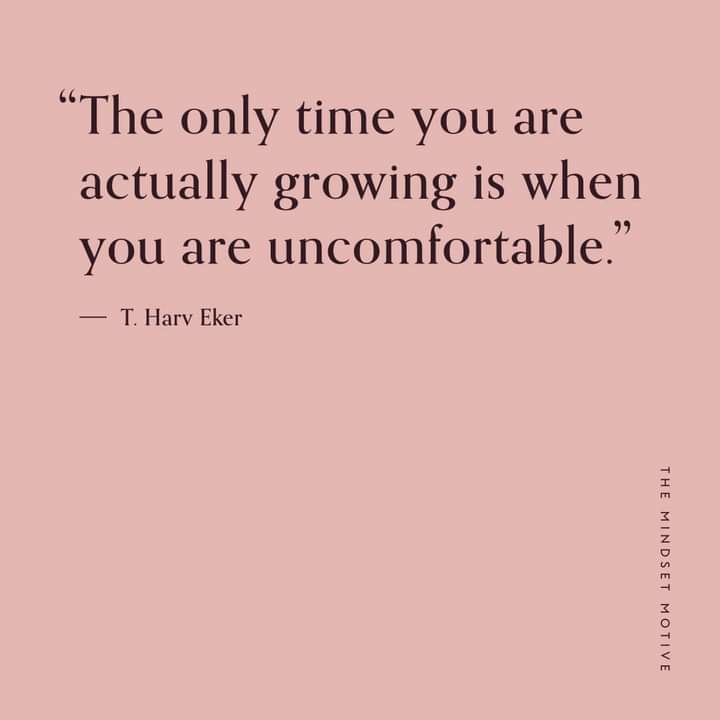 “The only time you are
actually growing is when
you are uncomfortable.”
— T. Harv Eker
THE MINDSET MOTIVE